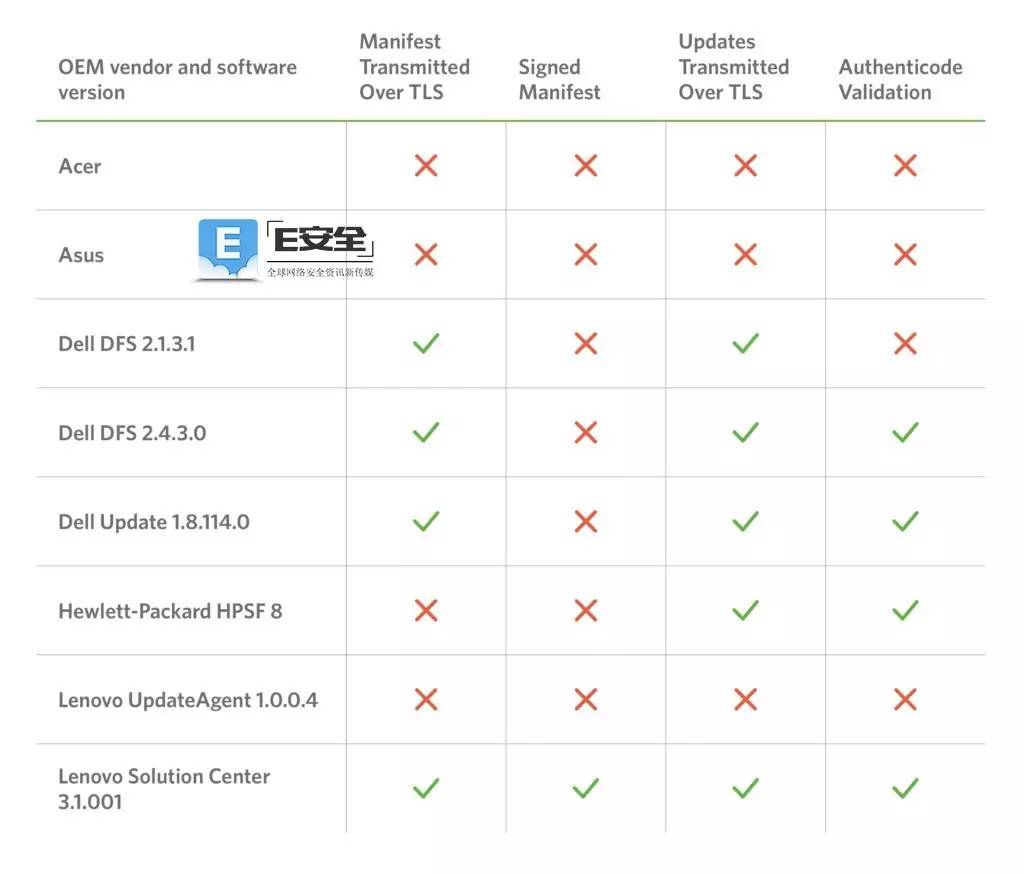 OEM vendor and software
version
Manifest
Transmitted
Over TLS
Signed
Manifest
Updates
Transmitted
Over TLS
Authenticode
Validation
Acer
Asus
E
E安全
全球网络安全资讯新传媒
Dell DFS 2.1.3.1
Dell DFS 2.4.3.0
Dell Update 1.8.114.0
Hewlett-Packard HPSF 8
Lenovo UpdateAgent 1.0.0.4
Lenovo Solution Center
3.1.001